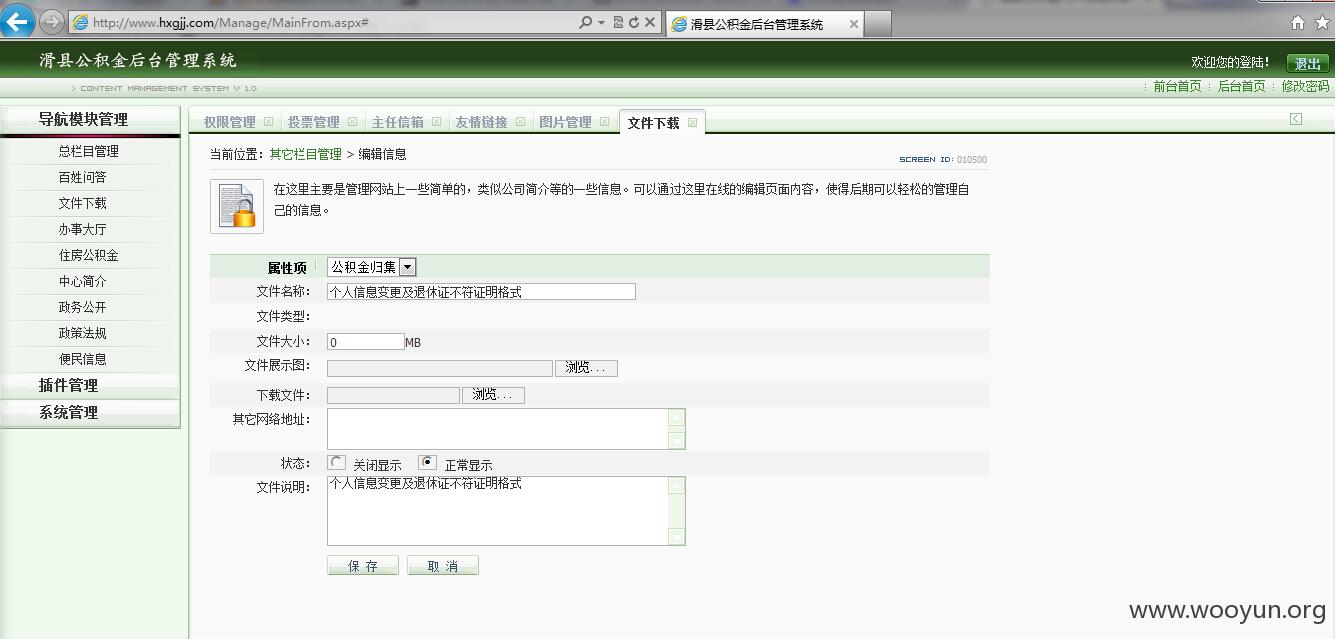 http://www.hxgjj.com/Manage/MainFrom.aspx#
滑县公积金后台管理系统
滑县公积金后台管理系统
欢迎您的登陆!
退出
> CONTENT MANAGEMENT SYSTEM V 1.0
前台首页 后台首页 修改密码
导航模块管理
总栏目管理
百姓问答
文件下载
办事大厅
住房公积金
中心简介
政务公开
政策法规
便民信息
插件管理
系统管理
权限管理 投票管理 主任信箱 友情链接 图片管理 文件下载
当前位置：其它栏目管理 > 编辑信息
SCREEN ID: 010500
在这里主要是管理网站上一些简单的，类似公司简介等的一些信息。可以通过这里在线的编辑页面内容，使得后期可以轻松的管理自
己的信息。
属性项 公积金归集
文件名称： 个人信息变更及退休证不符证明格式
文件类型：
文件大小： 0 MB
文件展示图： 浏览...
下载文件： 浏览...
其它网络地址：
状态： 关闭显示 正常显示
文件说明： 个人信息变更及退休证不符证明格式
保 存 取 消
www.wooyun.org